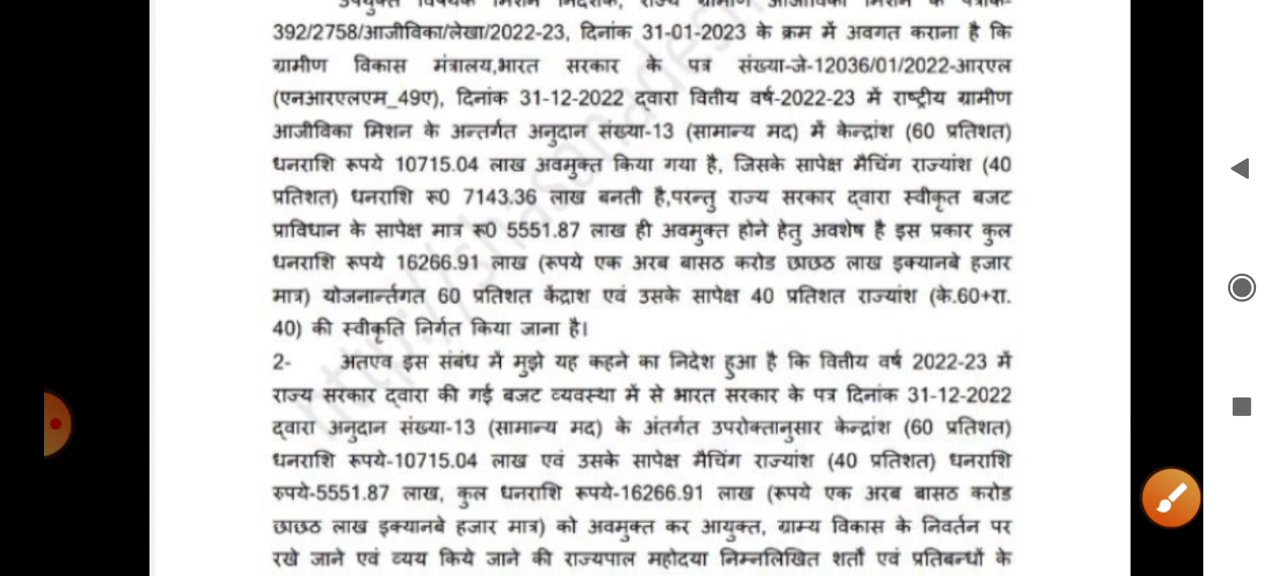 उपर्युक्त विषयक मिशन निदेशक, राज्य ग्रामीण आजीविका मिशन के पत्रांक-
392/2758/आजीविका/लेखा/2022-23, दिनांक 31-01-2023 के क्रम में अवगत कराना है कि
ग्रामीण विकास मंत्रालय,भारत सरकार के पत्र संख्या-जे-12036/01/2022-आरएल
(एनआरएलएम_49ए), दिनांक 31-12-2022 द्वारा वित्तीय वर्ष-2022-23 में राष्ट्रीय ग्रामीण
आजीविका मिशन के अन्तर्गत अनुदान संख्या-13 (सामान्य मद) में केन्द्रांश (60 प्रतिशत)
धनराशि रूपये 10715.04 लाख अवमुक्त किया गया है, जिसके सापेक्ष मैचिंग राज्यांश (40
प्रतिशत) धनराशि रू0 7143.36 लाख बनती है,परन्तु राज्य सरकार द्वारा स्वीकृत बजट
प्राविधान के सापेक्ष मात्र रू0 5551.87 लाख ही अवमुक्त होने हेतु अवशेष है इस प्रकार कुल
धनराशि रूपये 16266.91 लाख (रूपये एक अरब बासठ करोड छाछठ लाख इक्यानबे हजार
मात्र) योजनार्न्तगत 60 प्रतिशत केंद्राश एवं उसके सापेक्ष 40 प्रतिशत राज्यांश (के.60+रा.
40) की स्वीकृति निर्गत किया जाना है।
2- अतएव इस संबंध में मुझे यह कहने का निदेश हुआ है कि वित्तीय वर्ष 2022-23 में
राज्य सरकार द्वारा की गई बजट व्यवस्था में से भारत सरकार के पत्र दिनांक 31-12-2022
द्वारा अनुदान संख्या-13 (सामान्य मद) के अंतर्गत उपरोक्तानुसार केन्द्रांश (60 प्रतिशत)
धनराशि रूपये-10715.04 लाख एवं उसके सापेक्ष मैचिंग राज्यांश (40 प्रतिशत) धनराशि
रुपये-5551.87 लाख, कुल धनराशि रूपये-16266.91 लाख (रूपये एक अरब बासठ करोड
छाछठ लाख इक्यानबे हजार मात्र) को अवमुक्त कर आयुक्त, ग्राम्य विकास के निवर्तन पर
रखे जाने एवं व्यय किये जाने की राज्यपाल महोदया निम्नलिखित शर्तो एवं प्रतिबन्धों के